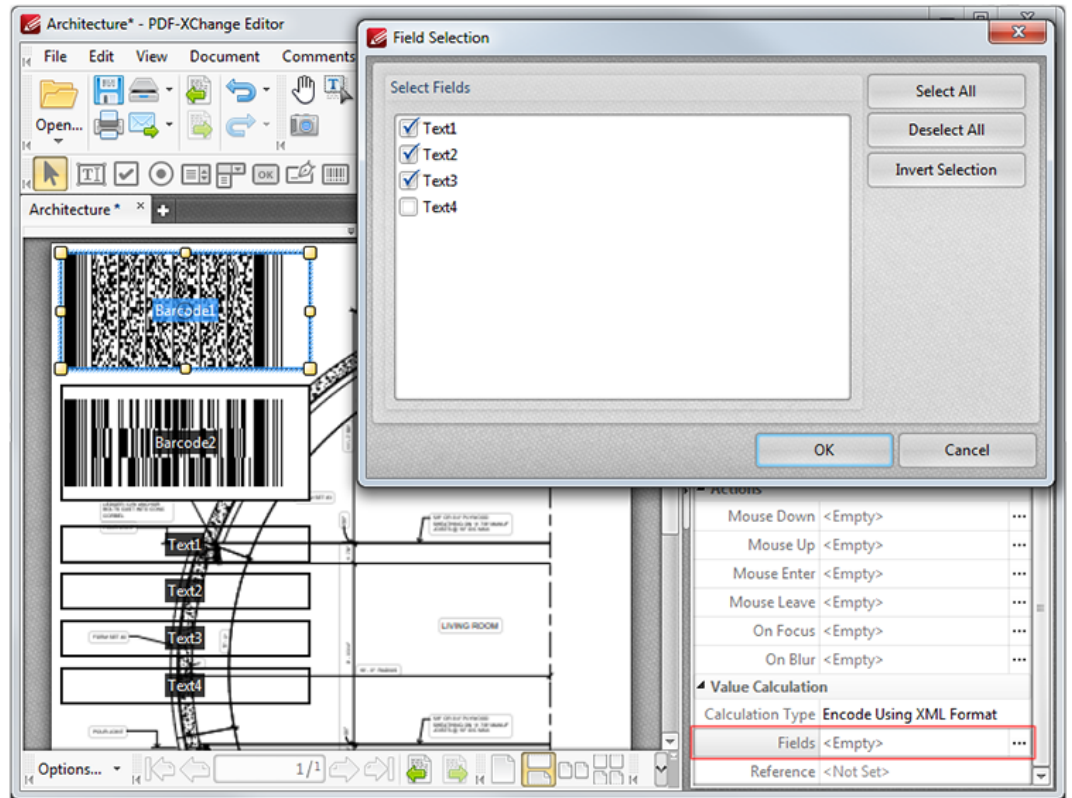 Architecture* - PDF-XChange Editor
File Edit View Document Comments
Open...
Architecture *
Barcode1
Barcode2
Text1
Text2
Text3
Text4
LIVING ROOM
Options...
1/1
Field Selection
Select Fields
Text1
Text2
Text3
Text4
Select All
Deselect All
Invert Selection
OK Cancel
Actions
Mouse Down <Empty>
Mouse Up <Empty>
Mouse Enter <Empty>
Mouse Leave <Empty>
On Focus <Empty>
On Blur <Empty>
Value Calculation
Calculation Type Encode Using XML Format
Fields <Empty>
Reference <Not Set>